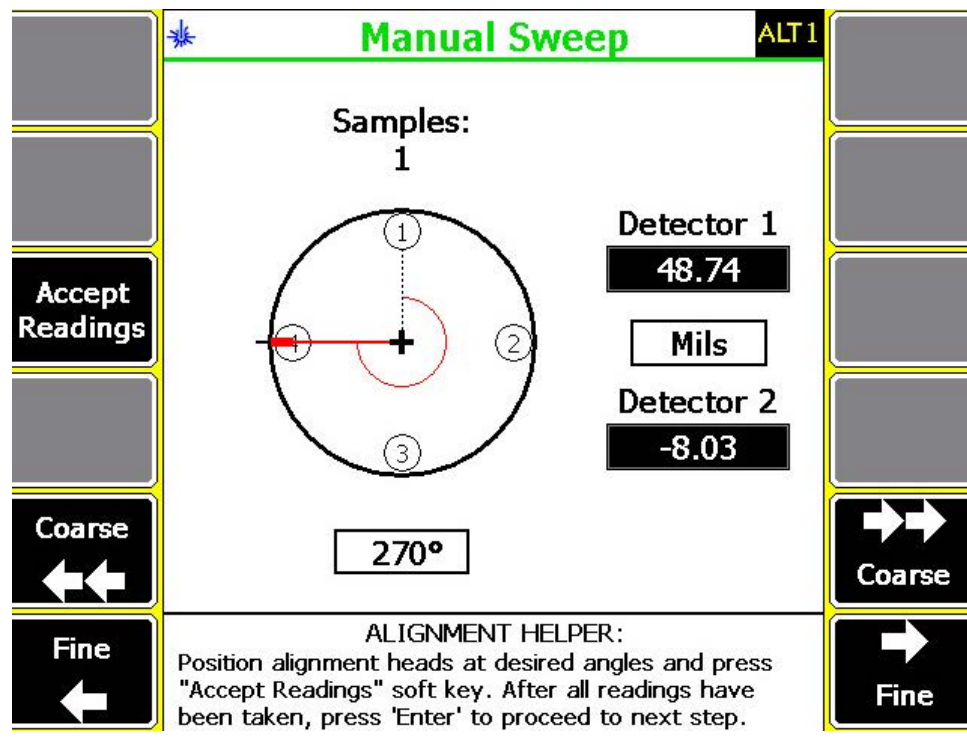 Manual Sweep
ALT1
Samples:
1
1
2
3
4
270°
Detector 1
48.74
Mils
Detector 2
-8.03
Accept
Readings
Coarse
Fine
Coarse
Fine
ALIGNMENT HELPER:
Position alignment heads at desired angles and press
"Accept Readings" soft key. After all readings have
been taken, press 'Enter' to proceed to next step.